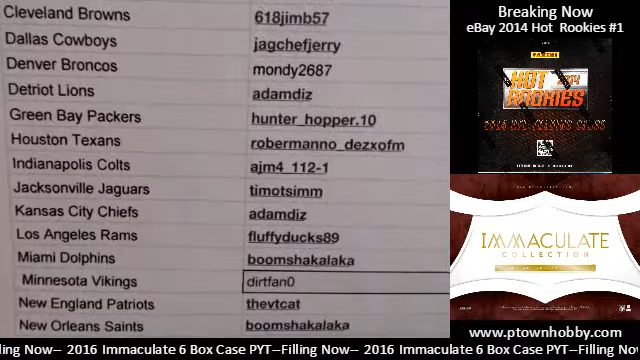 Cleveland Browns 618jimb57
Dallas Cowboys jagchefjerry
Denver Broncos mondy2687
Detriot Lions adamdiz
Green Bay Packers hunter_hopper.10
Houston Texans robermanno_dezxofm
Indianapolis Colts ajm4_112-1
Jacksonville Jaguars timotsimm
Kansas City Chiefs adamdiz
Los Angeles Rams fluffyducks89
Miami Dolphins boomshakalaka
Minnesota Vikings dirtfan0
New England Patriots thevtcat
New Orleans Saints boomshakalaka
Breaking Now
eBay 2014 Hot Rookies #1
PANINI
HOT 2014
ROOKIES
IMMACULATE
COLLECTION
www.ptownhobby.com
ling Now-- 2016 Immaculate 6 Box Case PYT--Filling Now-- 2016 Immaculate 6 Box Case PYT--Filling No